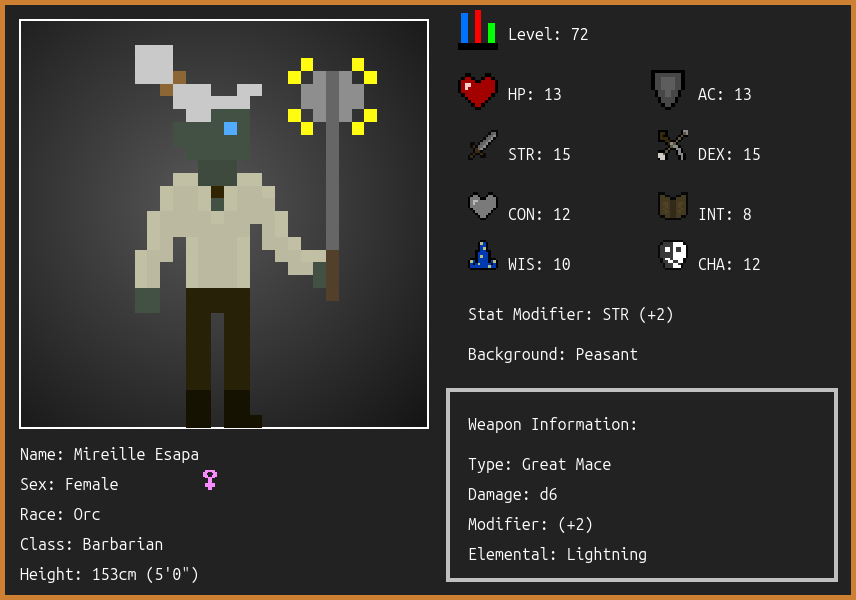 Level: 72
HP: 13
AC: 13
STR: 15
DEX: 15
CON: 12
INT: 8
WIS: 10
CHA: 12
Stat Modifier: STR (+2)
Background: Peasant
Weapon Information:
Type: Great Mace
Damage: d6
Modifier: (+2)
Elemental: Lightning
Name: Mireille Esapa
Sex: Female
Race: Orc
Class: Barbarian
Height: 153cm (5'0")